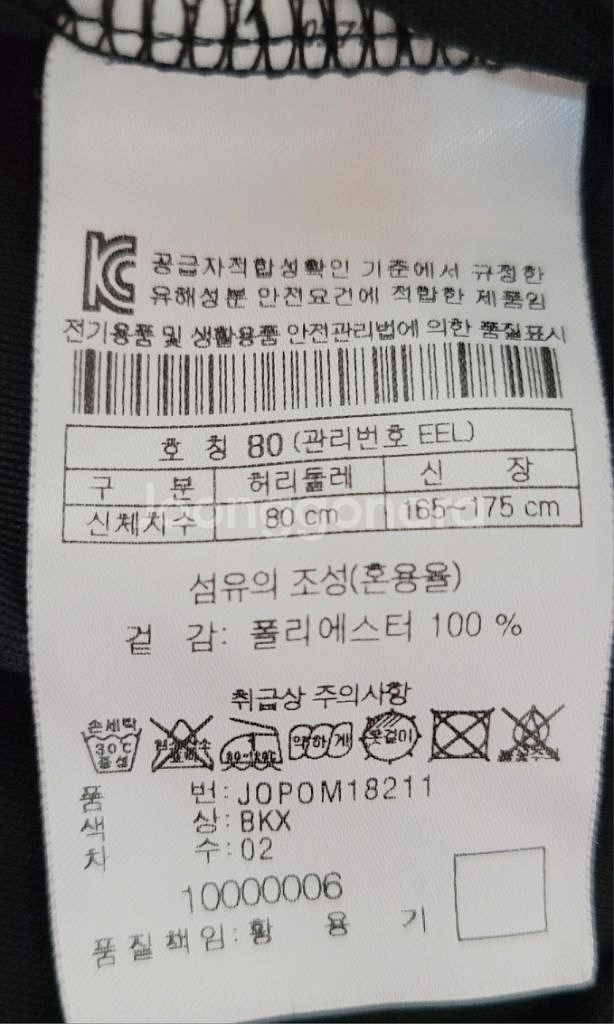 KC 공급자적합성확인 기준에서 규정한
유해성분 안전요건에 적합한 제품임
전기용품 및 생활용품 안전관리법에 의한 품질표시
호 칭 80 (관리번호 EEL)
구 분 허리둘레 신 장
신체치수 80 cm 165~175 cm
joonggonara
섬유의 조성(혼용율)
겉 감: 폴리에스터 100 %
취급상 주의사항
손세탁
30℃ 중성 약하게 옷걸이
품 번: JOPOM18211
색 상: BKX
차 수: 02
10000006
품질책임: 황 용 기